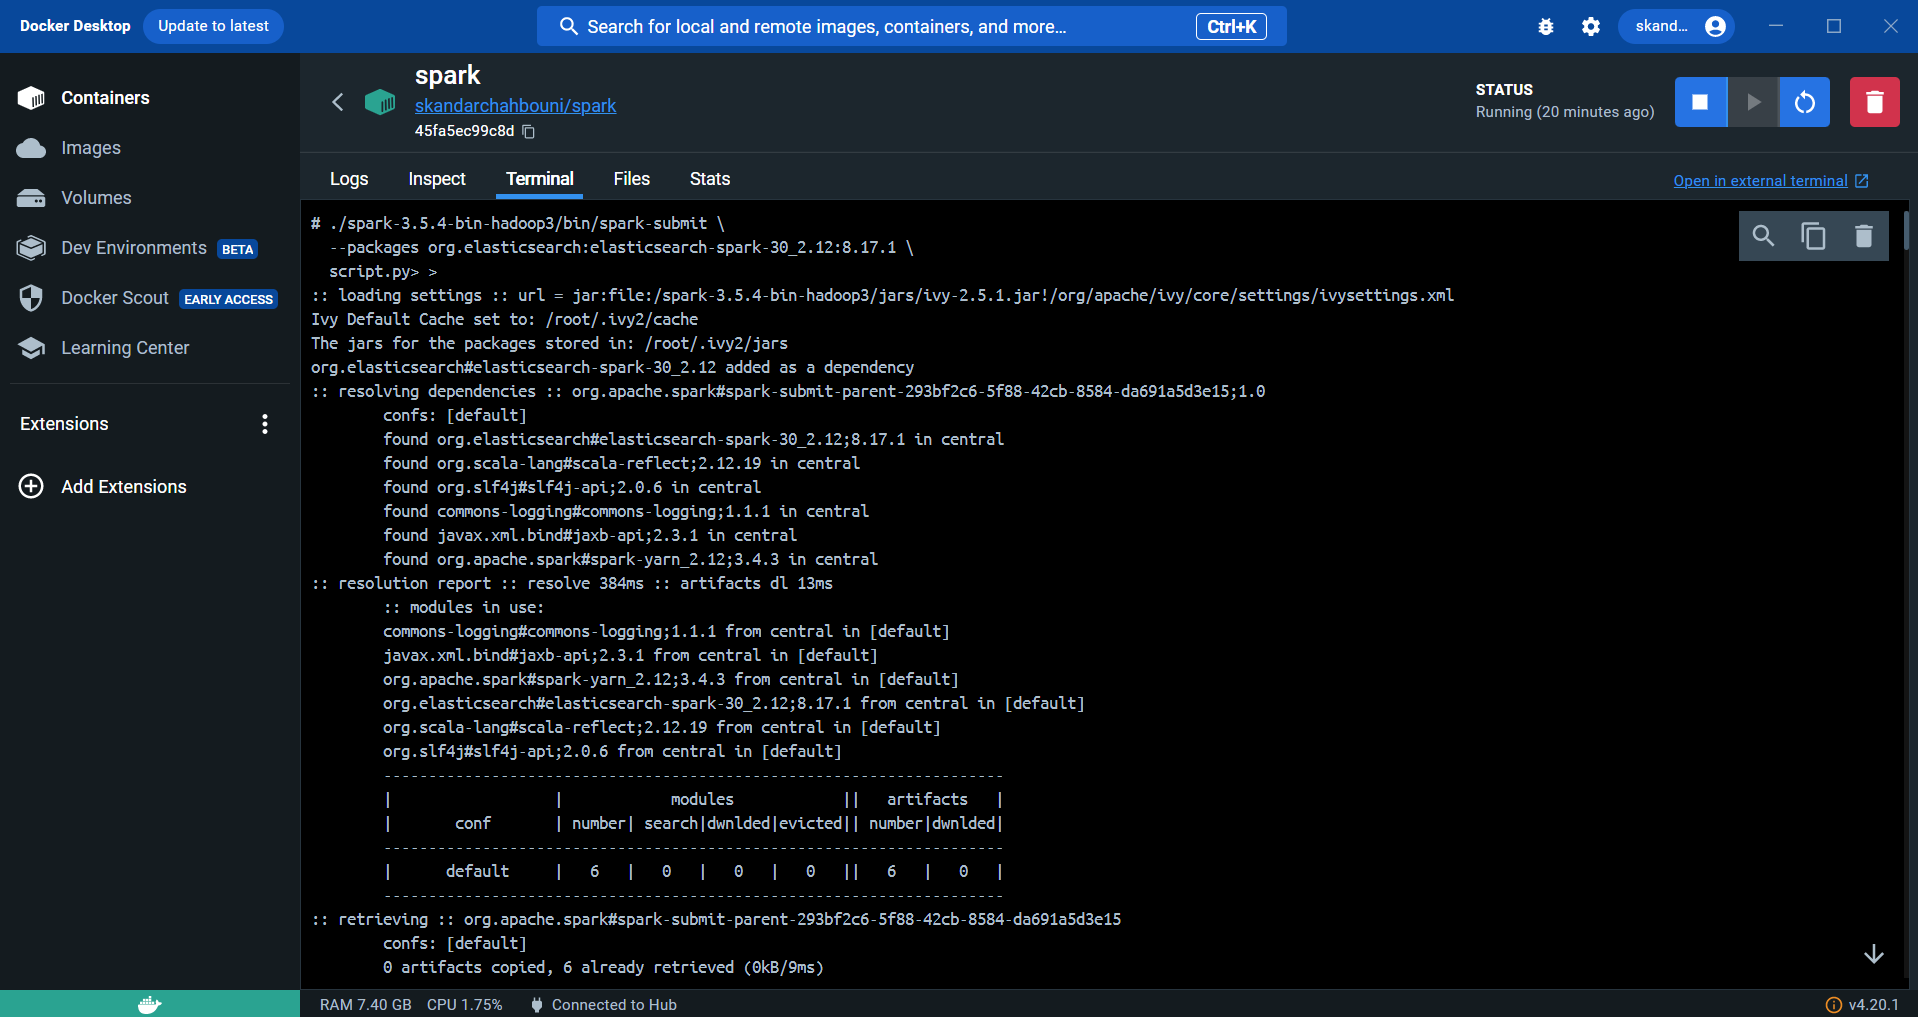 Docker Desktop
Update to latest
Search for local and remote images, containers, and more...
Ctrl+K
skand...
Containers
Images
Volumes
Dev Environments BETA
Docker Scout EARLY ACCESS
Learning Center
Extensions
Add Extensions
spark
skandarchahbouni/spark
45fa5ec99c8d
STATUS
Running (20 minutes ago)
Logs Inspect Terminal Files Stats
Open in external terminal
# ./spark-3.5.4-bin-hadoop3/bin/spark-submit \
--packages org.elasticsearch:elasticsearch-spark-30_2.12:8.17.1 \
script.py> >
:: loading settings :: url = jar:file:/spark-3.5.4-bin-hadoop3/jars/ivy-2.5.1.jar!/org/apache/ivy/core/settings/ivysettings.xml
Ivy Default Cache set to: /root/.ivy2/cache
The jars for the packages stored in: /root/.ivy2/jars
org.elasticsearch#elasticsearch-spark-30_2.12 added as a dependency
:: resolving dependencies :: org.apache.spark#spark-submit-parent-293bf2c6-5f88-42cb-8584-da691a5d3e15;1.0
confs: [default]
found org.elasticsearch#elasticsearch-spark-30_2.12;8.17.1 in central
found org.scala-lang#scala-reflect;2.12.19 in central
found org.slf4j#slf4j-api;2.0.6 in central
found commons-logging#commons-logging;1.1.1 in central
found javax.xml.bind#jaxb-api;2.3.1 in central
found org.apache.spark#spark-yarn_2.12;3.4.3 in central
:: resolution report :: resolve 384ms :: artifacts dl 13ms
:: modules in use:
commons-logging#commons-logging;1.1.1 from central in [default]
javax.xml.bind#jaxb-api;2.3.1 from central in [default]
org.apache.spark#spark-yarn_2.12;3.4.3 from central in [default]
org.elasticsearch#elasticsearch-spark-30_2.12;8.17.1 from central in [default]
org.scala-lang#scala-reflect;2.12.19 from central in [default]
org.slf4j#slf4j-api;2.0.6 from central in [default]
---------------------------------------------------------------------
|                  |            modules            ||   artifacts   |
|       conf       | number| search|dwnlded|evicted|| number|dwnlded|
---------------------------------------------------------------------
|      default     |   6   |   0   |   0   |   0   ||   6   |   0   |
---------------------------------------------------------------------
:: retrieving :: org.apache.spark#spark-submit-parent-293bf2c6-5f88-42cb-8584-da691a5d3e15
confs: [default]
0 artifacts copied, 6 already retrieved (0kB/9ms)
RAM 7.40 GB CPU 1.75% Connected to Hub
v4.20.1